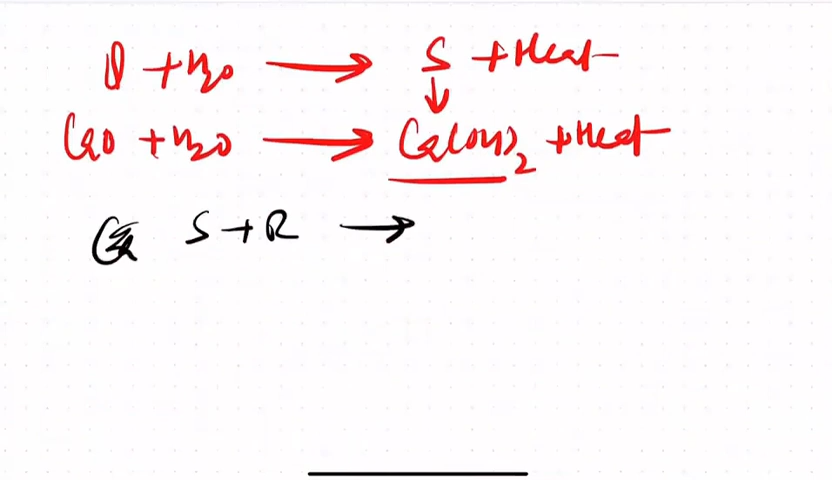 Q + H2O → S + Heat
↓
CaO + H2O → Ca(OH)2 + Heat
S + R →